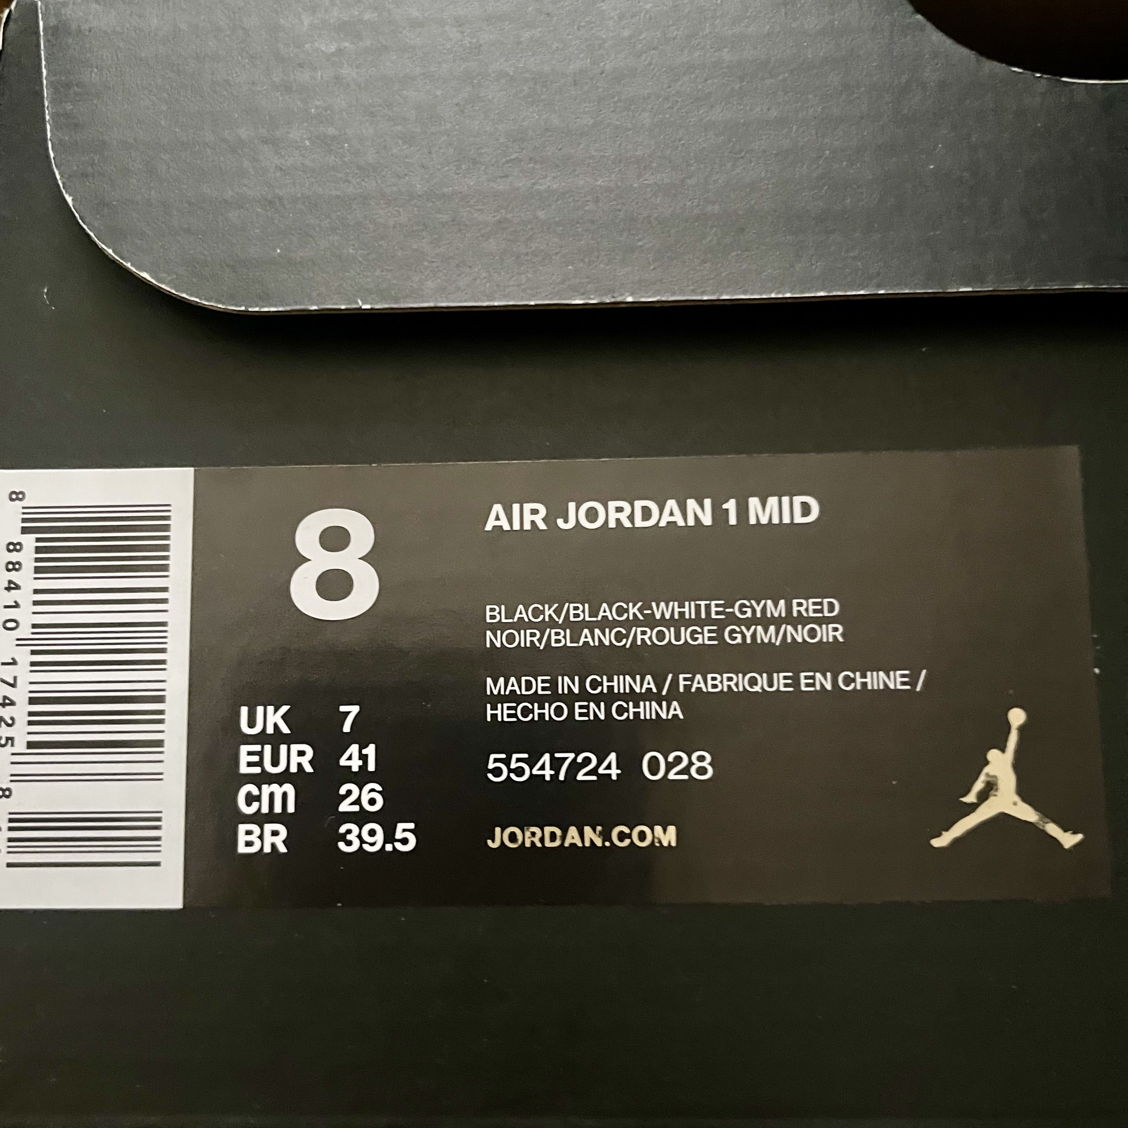 8 88410 17425 8
8
UK 7
EUR 41
cm 26
BR 39.5
AIR JORDAN 1 MID
BLACK/BLACK-WHITE-GYM RED
NOIR/BLANC/ROUGE GYM/NOIR
MADE IN CHINA / FABRIQUE EN CHINE /
HECHO EN CHINA
554724 028
JORDAN.COM